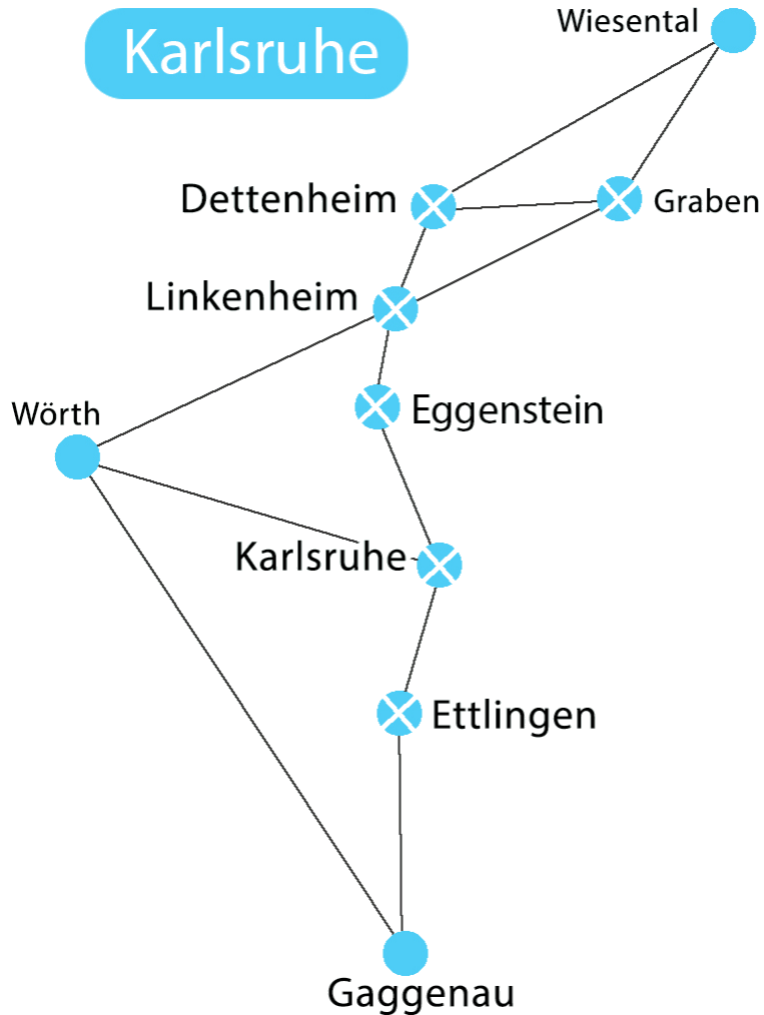 Karlsruhe
Wiesental
Dettenheim
Graben
Linkenheim
Wörth
Eggenstein
Karlsruhe
Ettlingen
Gaggenau